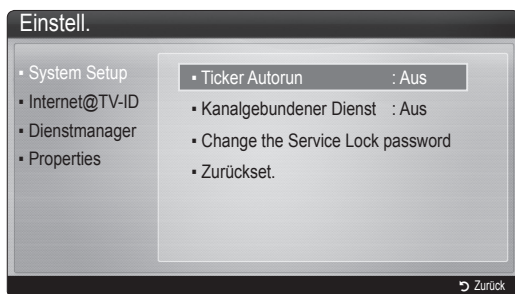 Einstell.
▪ System Setup
▪ Internet@TV-ID
▪ Dienstmanager
▪ Properties
▪ Ticker Autorun : Aus
▪ Kanalgebundener Dienst : Aus
▪ Change the Service Lock password
▪ Zurückset.
Zurück